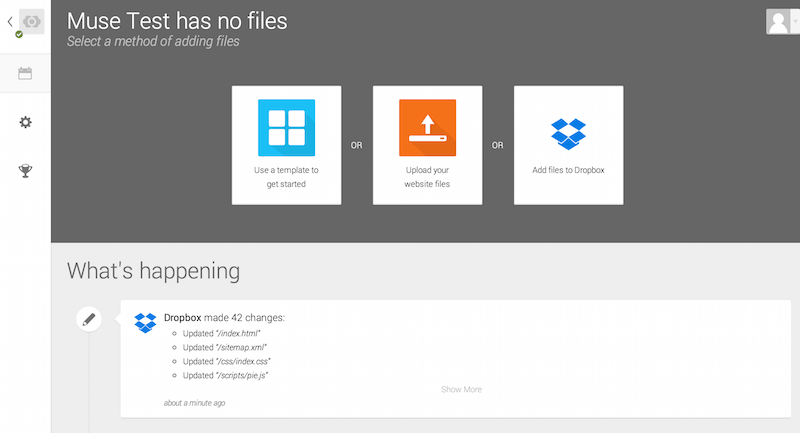 Muse Test has no files
Select a method of adding files
Use a template to
get started
OR
Upload your
website files
OR
Add files to Dropbox
What's happening
Dropbox made 42 changes:
Updated "/index.html"
Updated "/sitemap.xml"
Updated "/css/index.css"
Updated "/scripts/pie.js"
Show More
about a minute ago